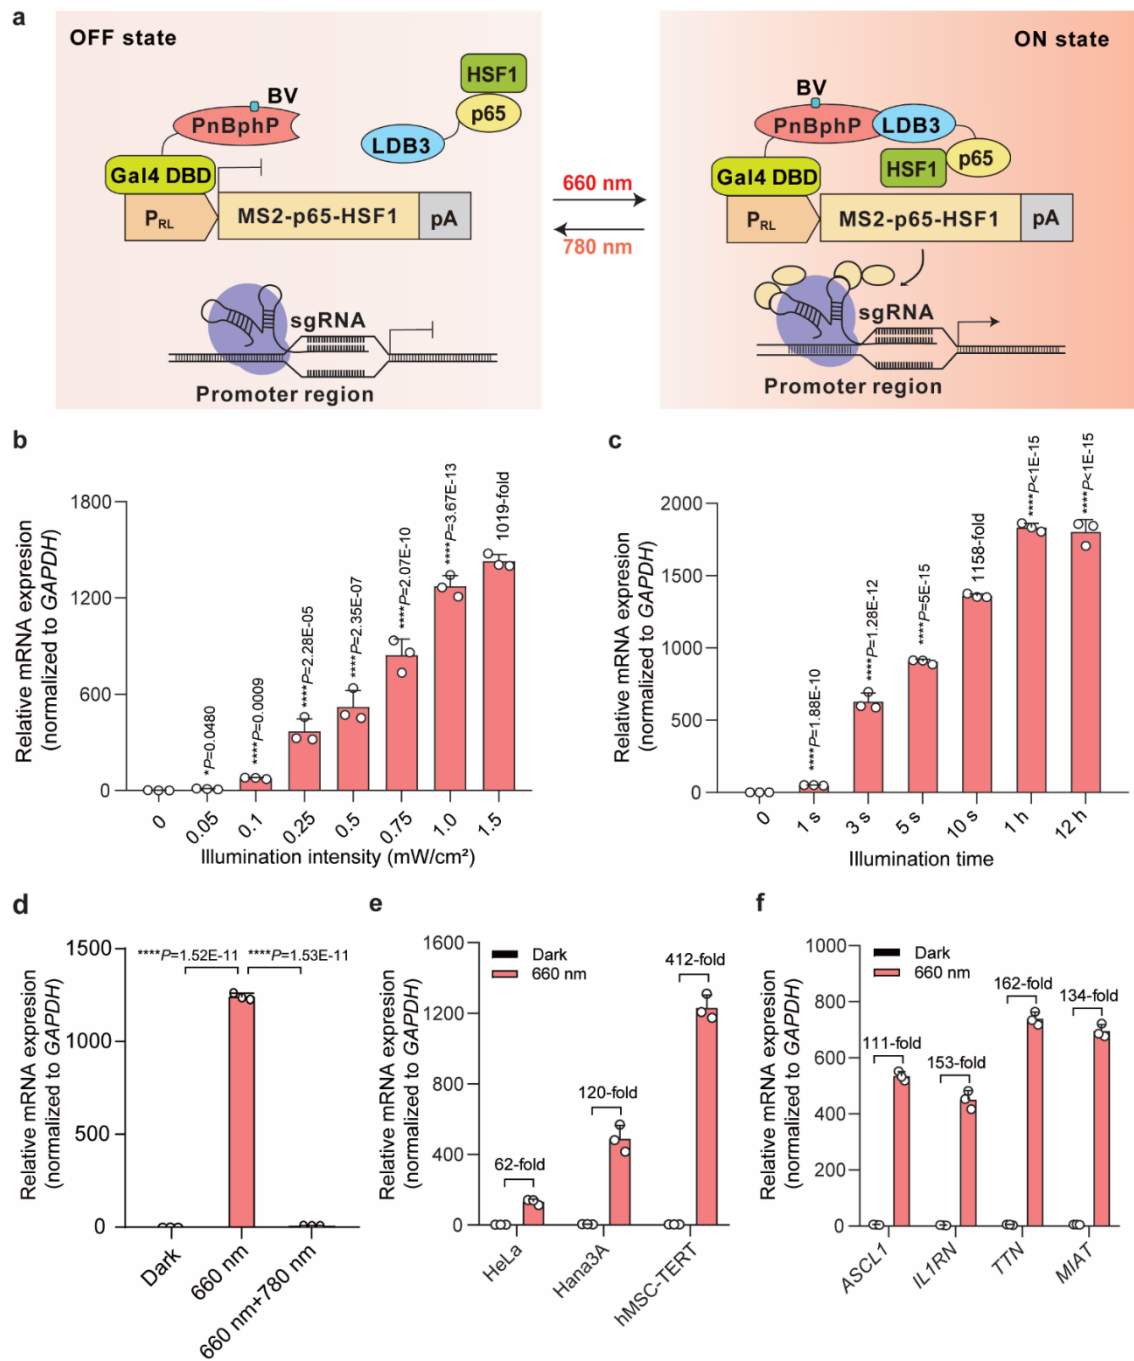 a
OFF state
ON state
HSF1
p65
BV
PnBphP
LDB3
Gal4 DBD
PRL
MS2-p65-HSF1
pA
sgRNA
Promoter region
660 nm
780 nm
BV
PnBphP
LDB3
p65
HSF1
Gal4 DBD
PRL
MS2-p65-HSF1
pA
sgRNA
Promoter region
b
Relative mRNA expresion
(normalized to GAPDH)
1800
1200
600
0
*P=0.0480
****P=0.0009
****P=2.28E-05
****P=2.35E-07
****P=2.07E-10
****P=3.67E-13
1019-fold
0
0.05
0.1
0.25
0.5
0.75
1.0
1.5
Illumination intensity (mW/cm²)
c
Relative mRNA expresion
(normalized to GAPDH)
2000
1500
1000
500
0
****P=1.88E-10
****P=1.28E-12
****P=5E-15
1158-fold
****P<1E-15
****P<1E-15
0
1 s
3 s
5 s
10 s
1 h
12 h
Illumination time
d
Relative mRNA expresion
(normalized to GAPDH)
1500
1000
500
0
****P=1.52E-11
****P=1.53E-11
Dark
660 nm
660 nm+780 nm
e
Relative mRNA expresion
(normalized to GAPDH)
1600
1200
800
400
0
Dark
660 nm
62-fold
120-fold
412-fold
HeLa
Hana3A
hMSC-TERT
f
Relative mRNA expresion
(normalized to GAPDH)
1000
800
600
400
200
0
Dark
660 nm
111-fold
153-fold
162-fold
134-fold
ASCL1
IL1RN
TTN
MIAT